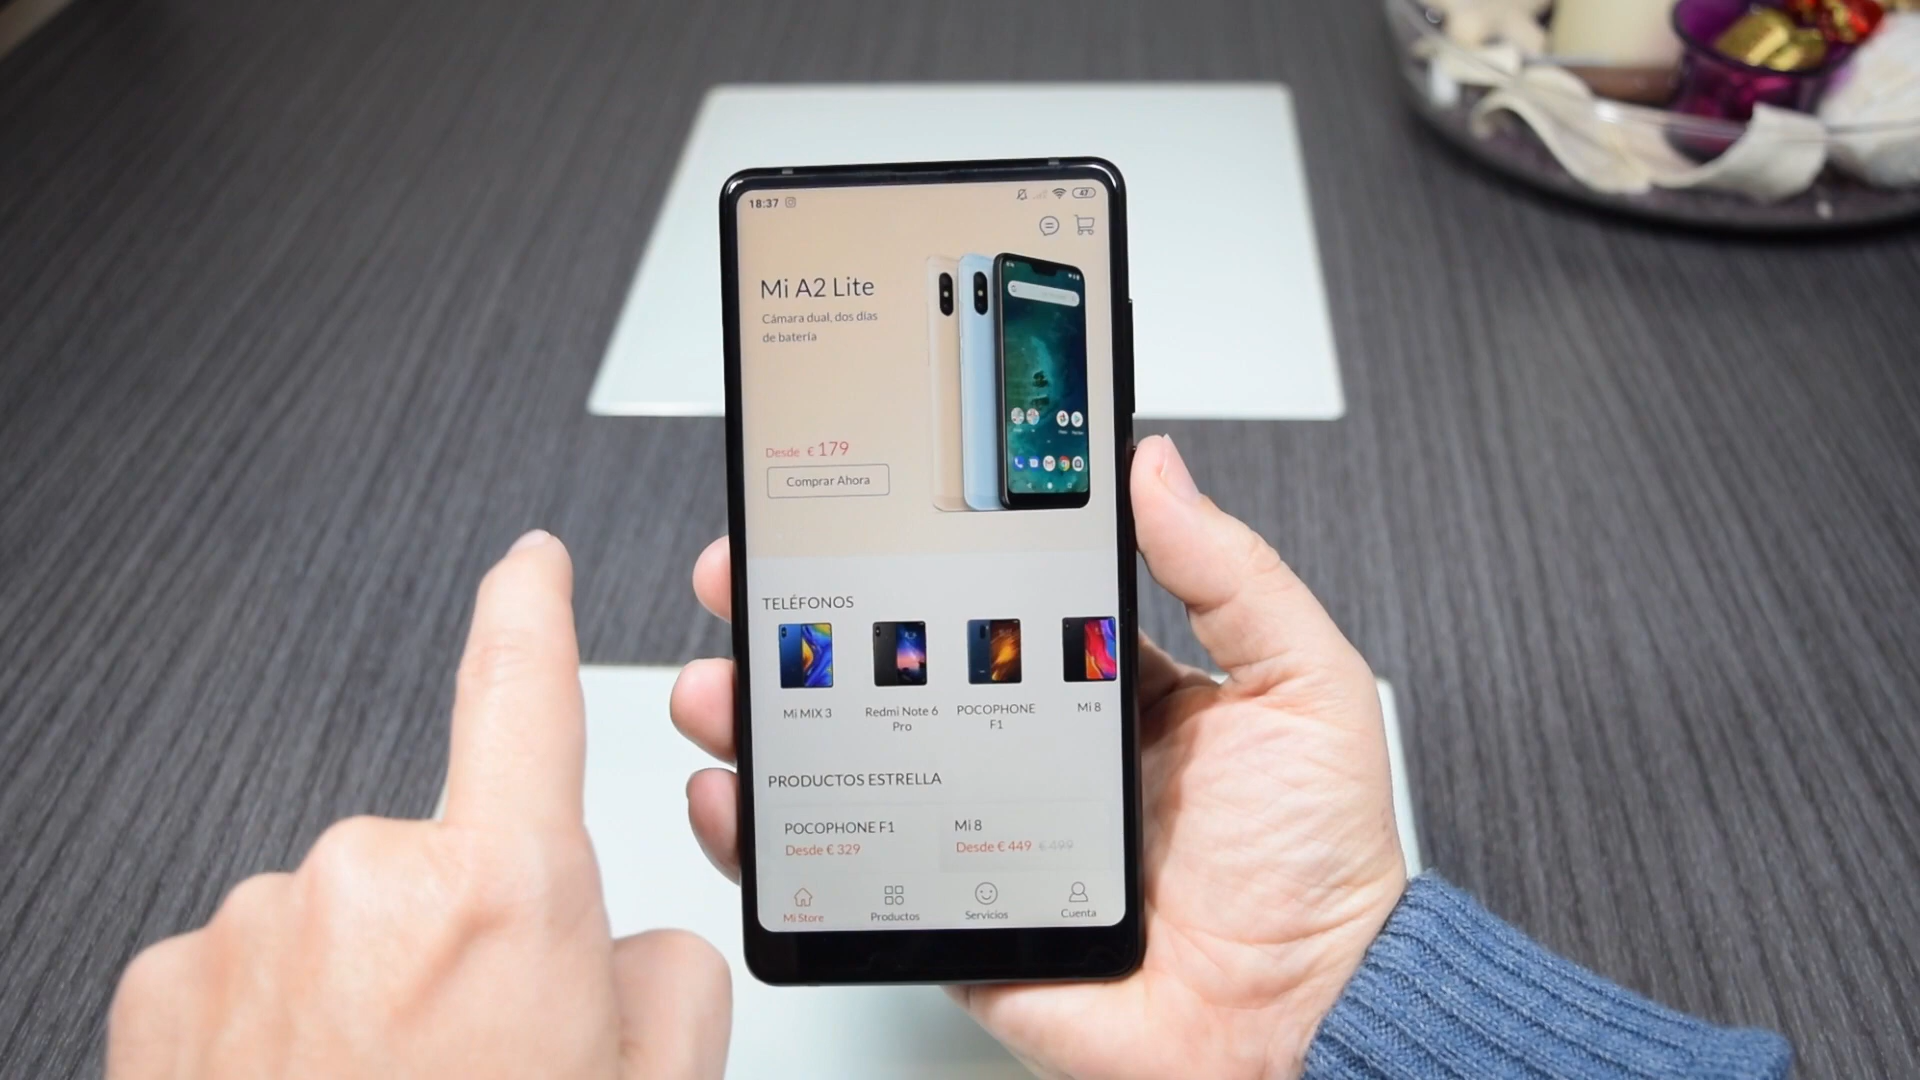 18:37
47
Mi A2 Lite
Cámara dual, dos días
de batería
Desde € 179
Comprar Ahora
TELÉFONOS
Mi MIX 3
Redmi Note 6
Pro
POCOPHONE
F1
Mi 8
PRODUCTOS ESTRELLA
POCOPHONE F1
Desde € 329
Mi 8
Desde € 449 € 499
Mi Store
Productos
Servicios
Cuenta